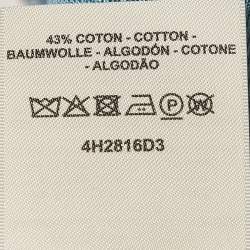 43% COTON - COTTON -
BAUMWOLLE - ALGODÓN - COTONE
- ALGODÃO
P
W
4H2816D3